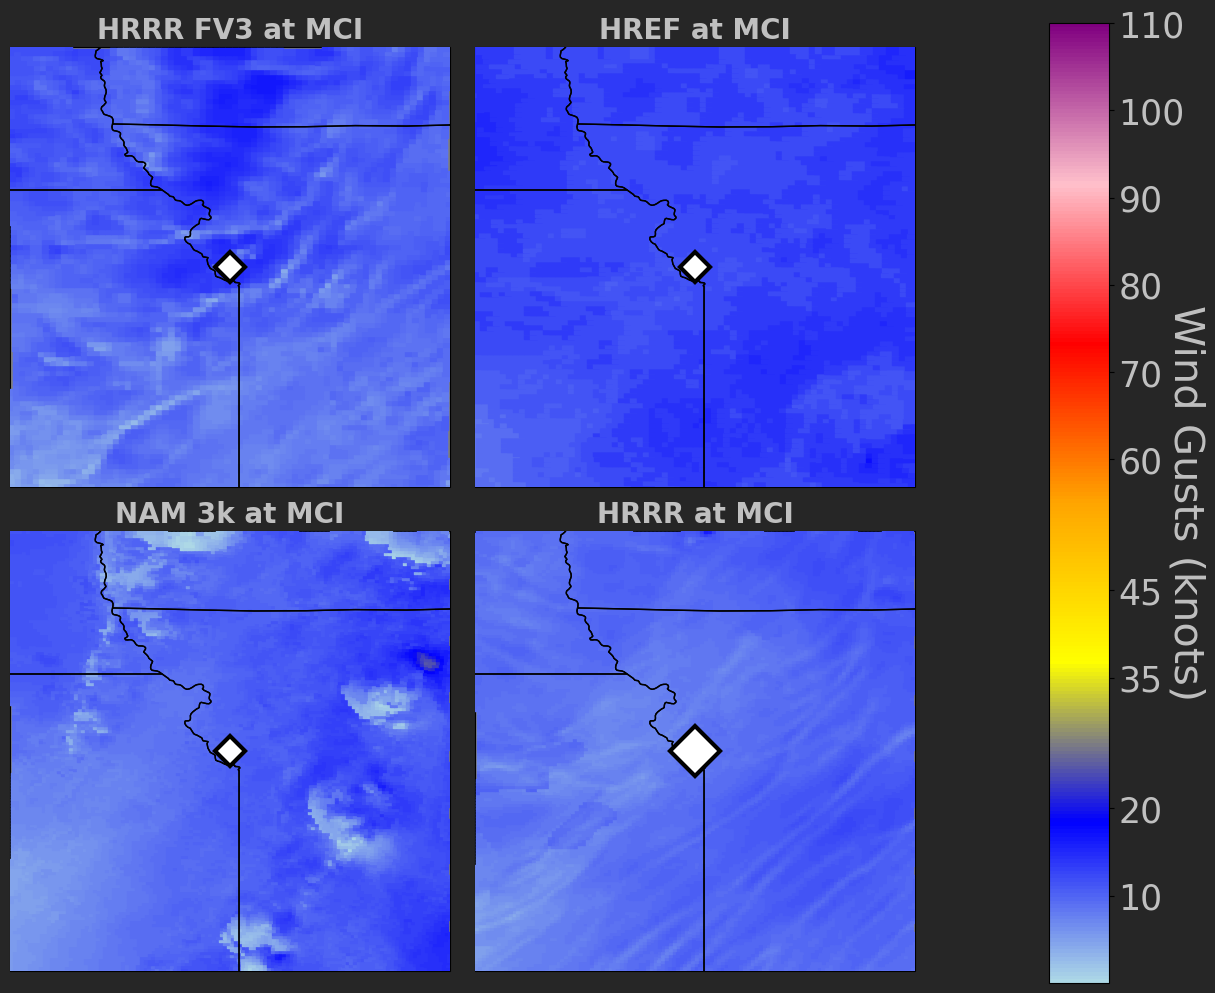 HRRR FV3 at MCI
HREF at MCI
NAM 3k at MCI
HRRR at MCI
110
100
90
80
70
60
45
35
20
10
Wind Gusts (knots)